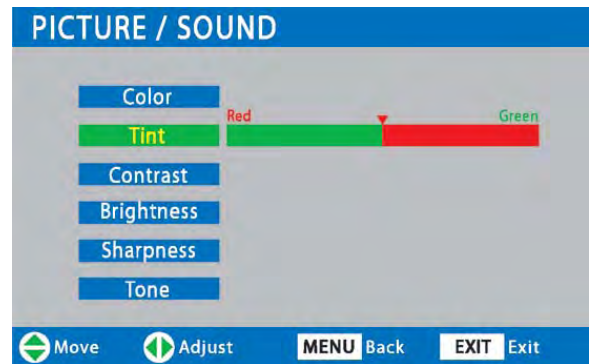 PICTURE / SOUND
Color
Red Green
Tint
Contrast
Brightness
Sharpness
Tone
Move Adjust MENU Back EXIT Exit